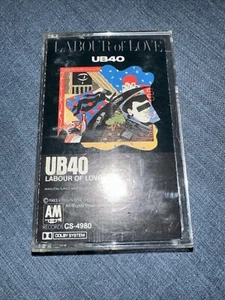 LABOUR of LOVE
UB40
UB40
LABOUR OF LOVE
A&M
RECORDS CS-4980
DOLBY SYSTEM